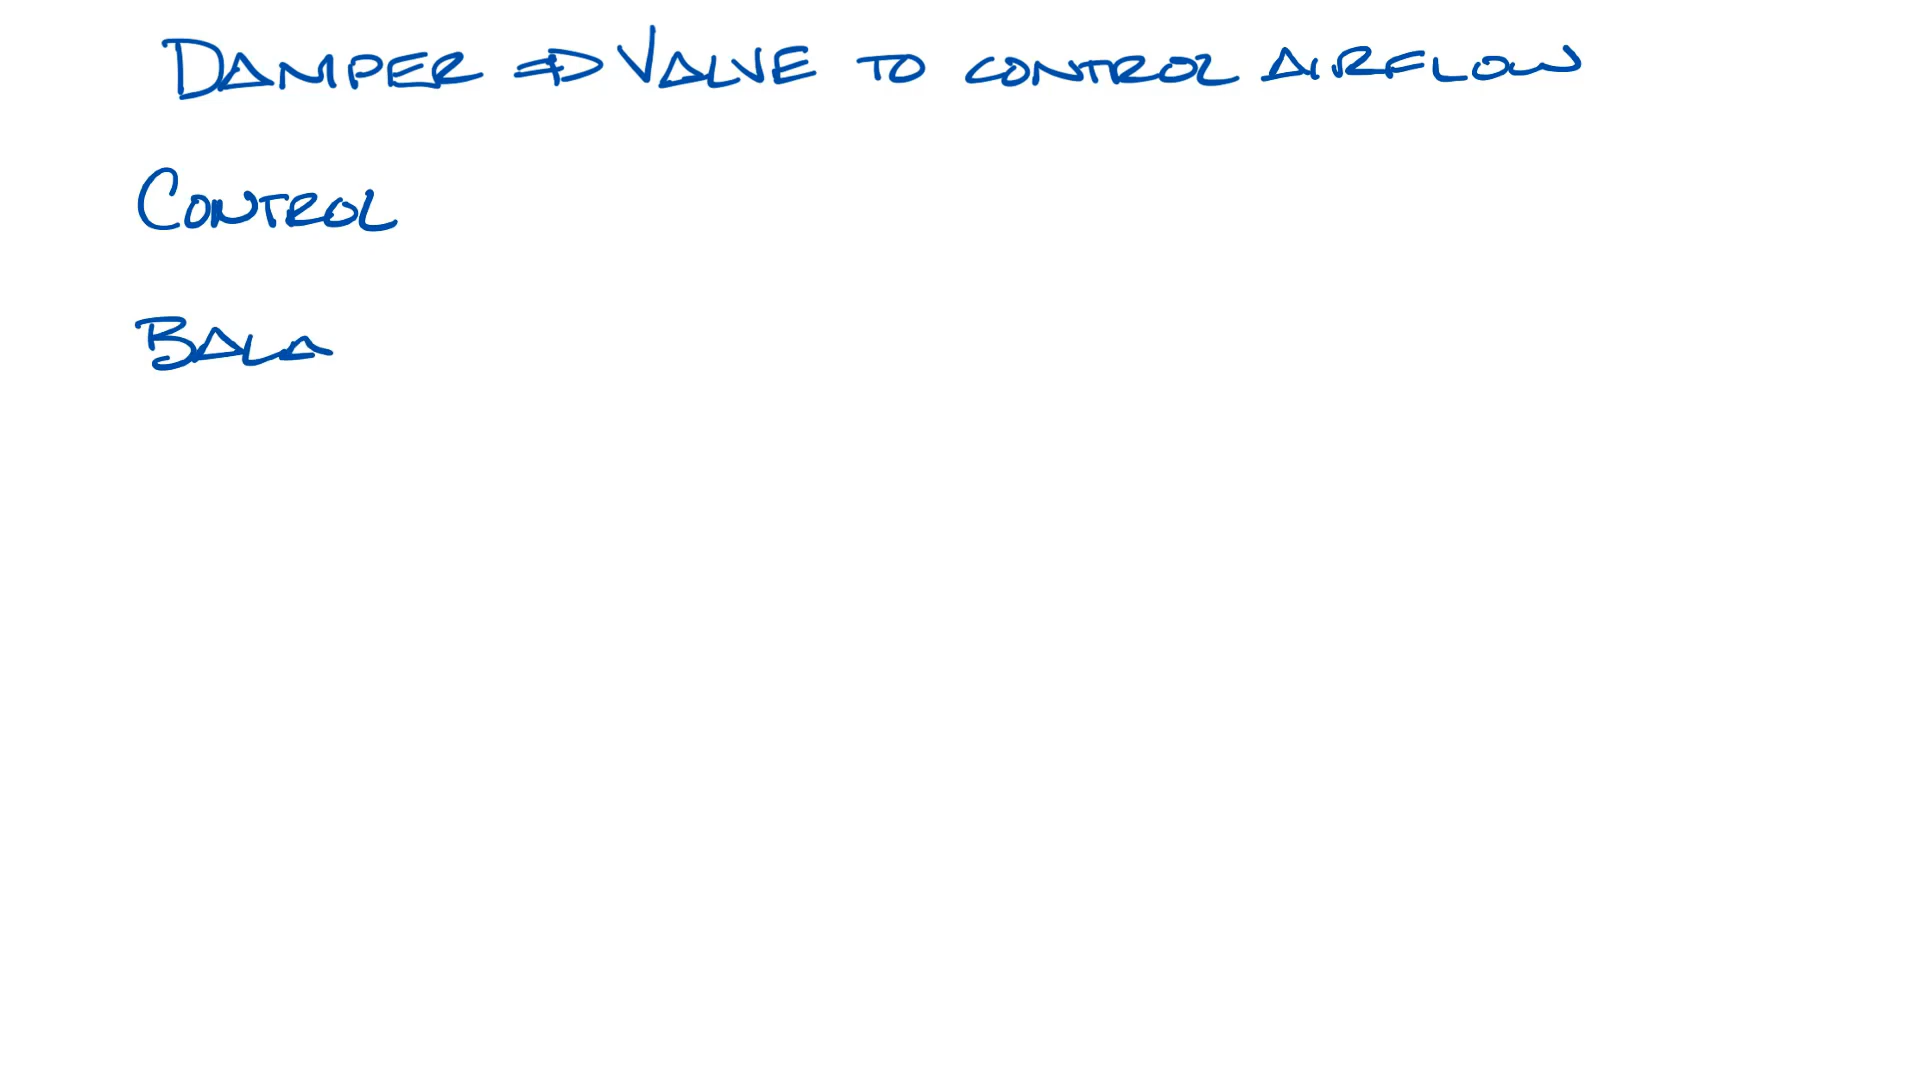 DAMPER ⇒ VALVE TO CONTROL AIRFLOW
CONTROL
BALA